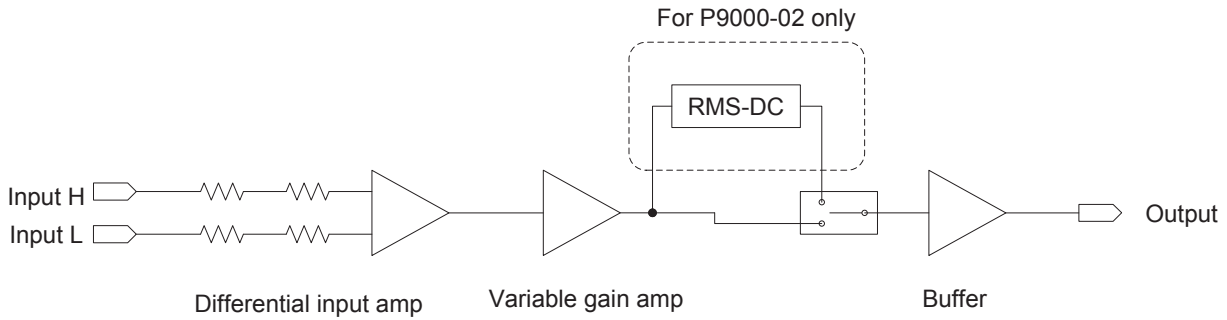 For P9000-02 only
RMS-DC
Input H
Input L
Output
Differential input amp
Variable gain amp
Buffer